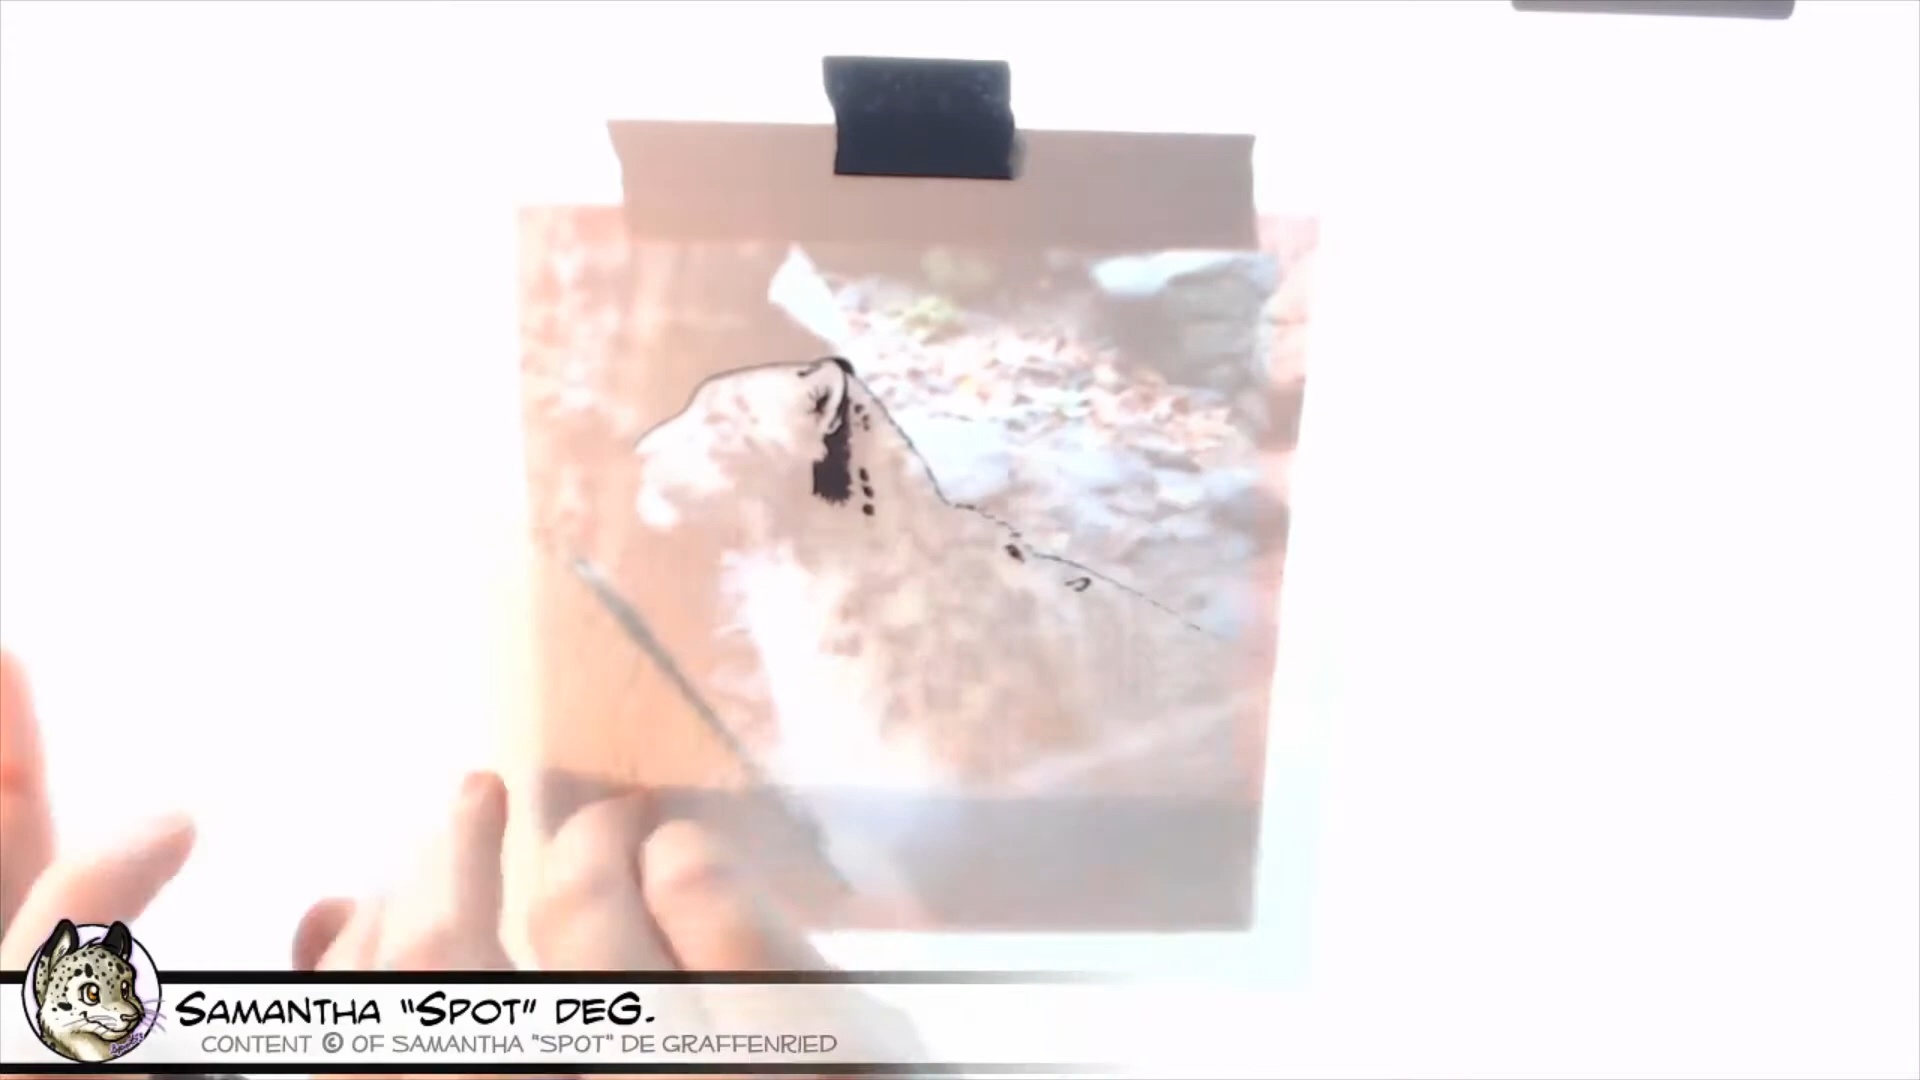 Samantha "Spot" deG.
Content © of Samantha "Spot" de Graffenried